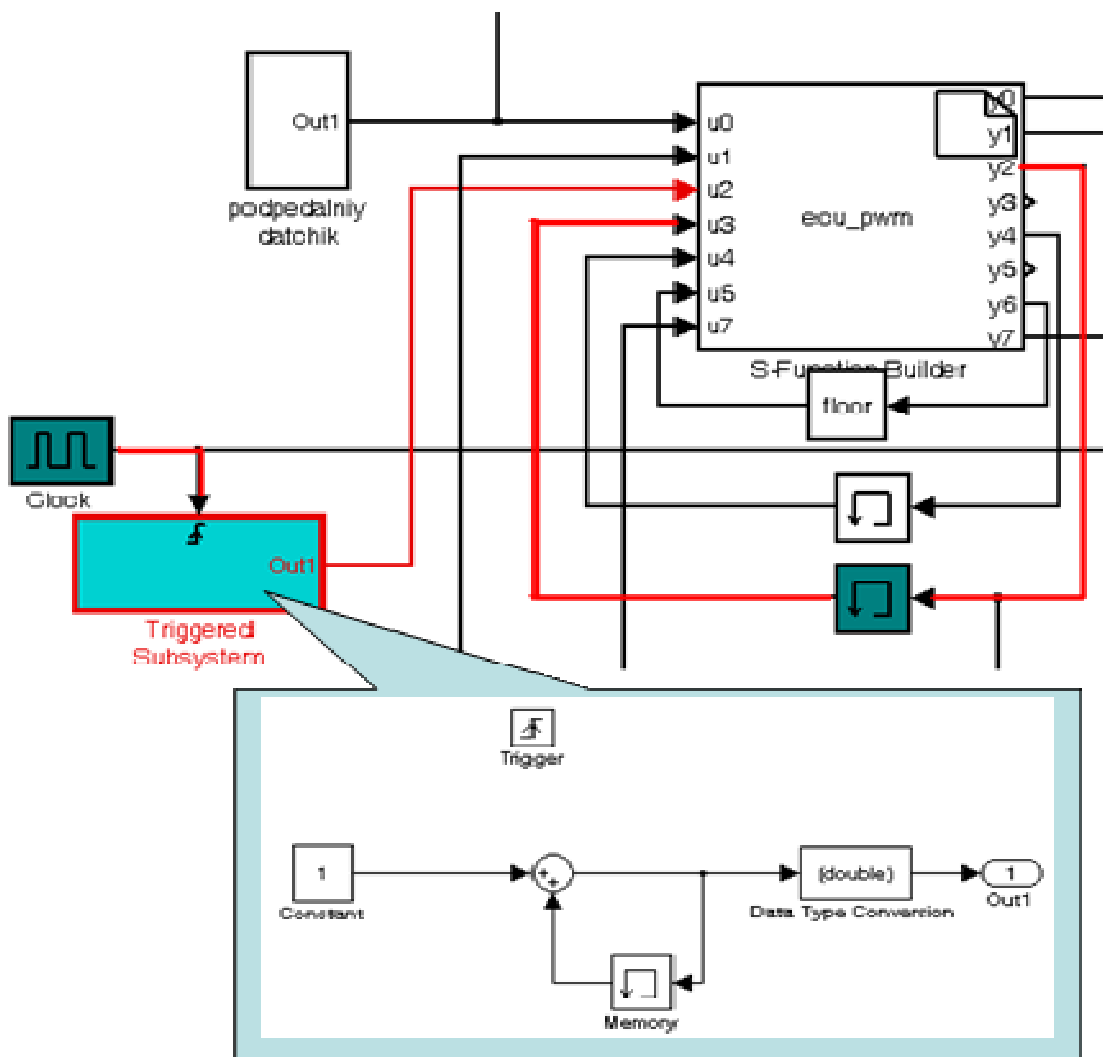 Out1
podpedalniy
datchik
u0
u1
u2
u3
u4
u5
u7
ecu_pwm
y0
y1
y2
y3
y4
y5
y6
y7
S-Function Builder
floor
Clock
Out1
Triggered
Subsystem
Trigger
1
Constant
+
+
(double)
Data Type Conversion
1
Out1
Memory